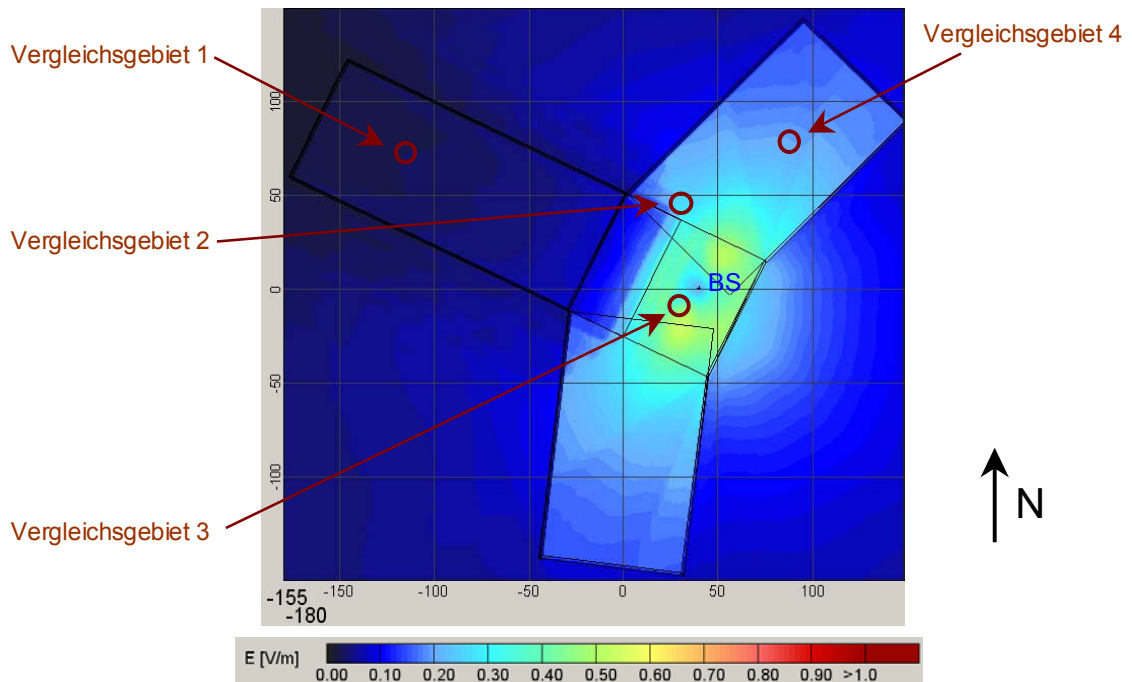 Vergleichsgebiet 1
Vergleichsgebiet 4
Vergleichsgebiet 2
Vergleichsgebiet 3
BS
N
100
50
0
-50
-100
-155
-180
-150
-100
-50
0
50
100
E [V/m]
0.00 0.10 0.20 0.30 0.40 0.50 0.60 0.70 0.80 0.90 >1.0